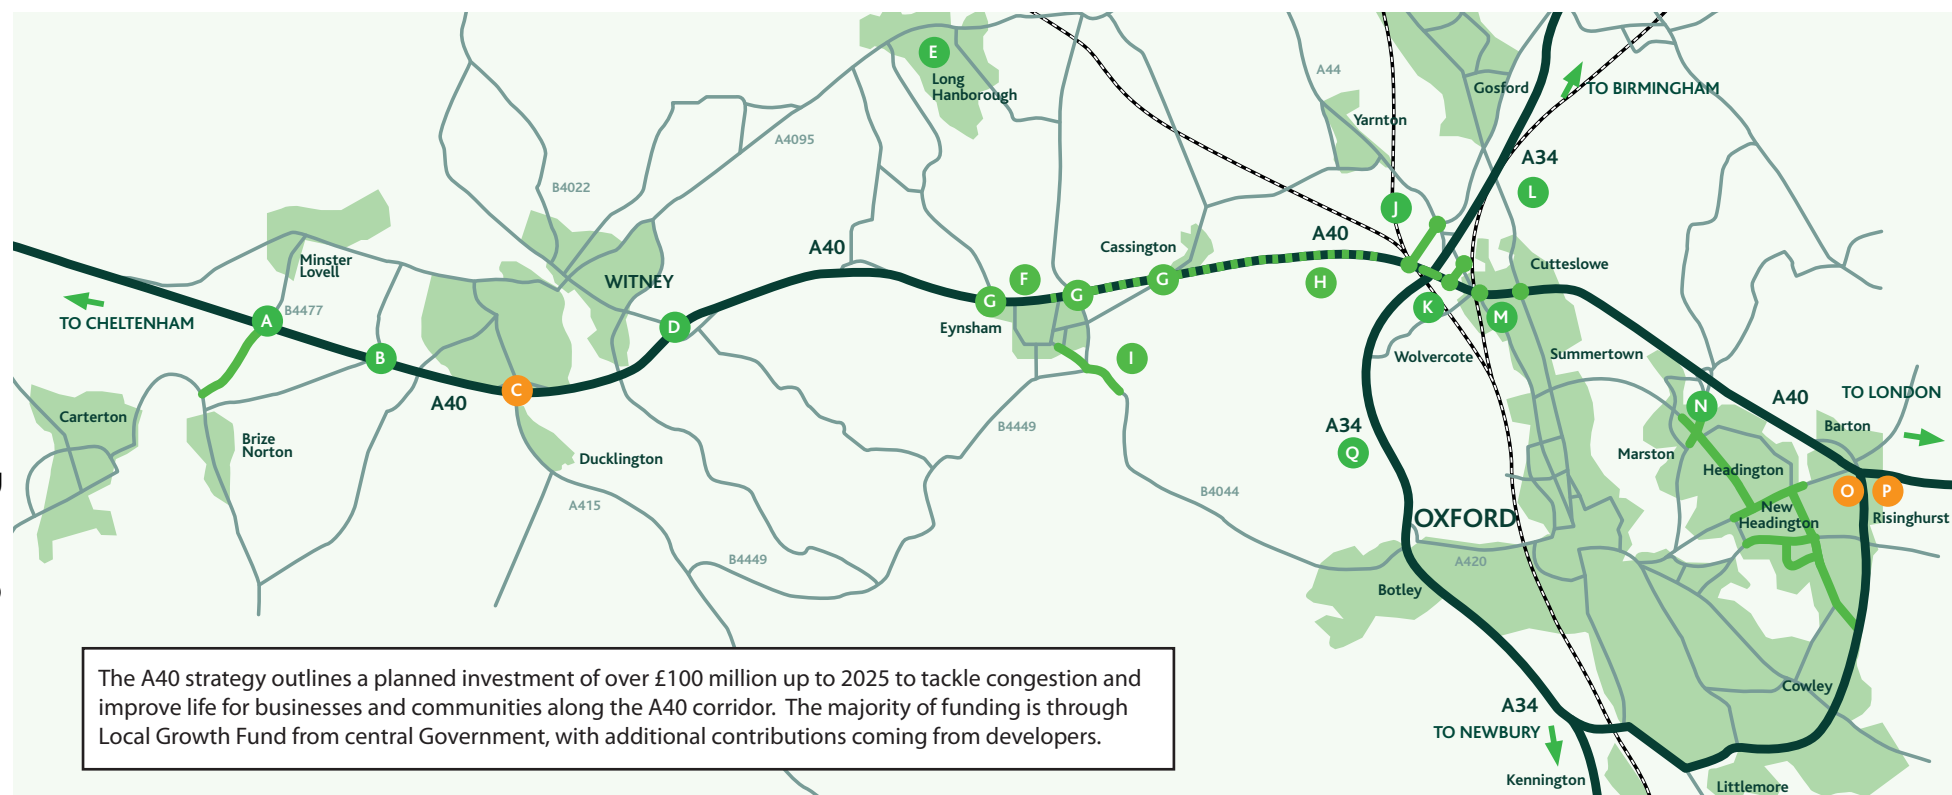 E
Long
Hanborough
A44
Gosford
TO BIRMINGHAM
Yarnton
A4095
A34
L
B4022
J
A40
Cassington
A40
Minster
Lovell
WITNEY
Cutteslowe
F
G
G
G
H
K
M
TO CHELTENHAM
A
B4477
D
Eynsham
B
I
Wolvercote
Summertown
C
A40
A40
TO LONDON
N
Carterton
Brize
Norton
B4449
A34
Q
Barton
Marston
Ducklington
Headington
A415
B4044
O
P
OXFORD
New
Headington
Risinghurst
B4449
A420
Botley
The A40 strategy outlines a planned investment of over £100 million up to 2025 to tackle congestion and
improve life for businesses and communities along the A40 corridor. The majority of funding is through
Local Growth Fund from central Government, with additional contributions coming from developers.
Cowley
A34
TO NEWBURY
Kennington
Littlemore